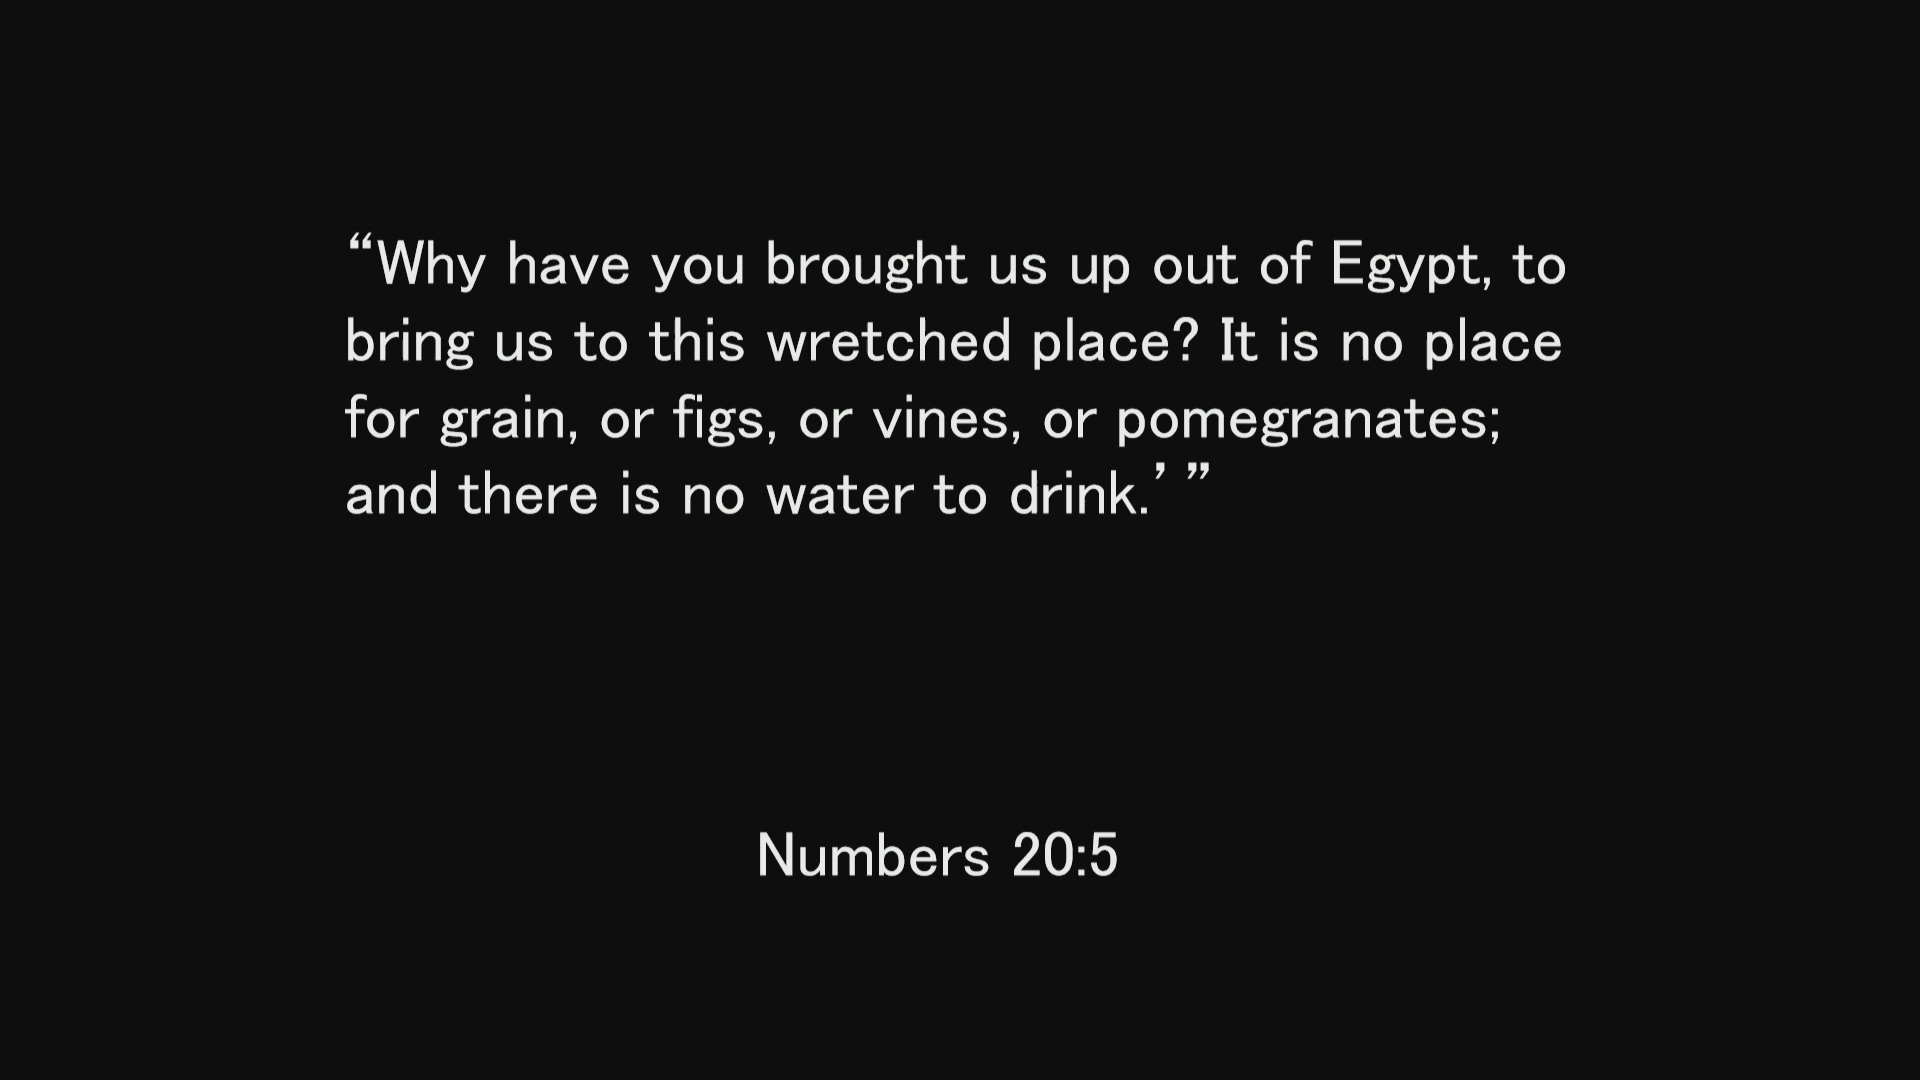 “Why have you brought us up out of Egypt, to
bring us to this wretched place? It is no place
for grain, or figs, or vines, or pomegranates;
and there is no water to drink.’ ”
Numbers 20:5